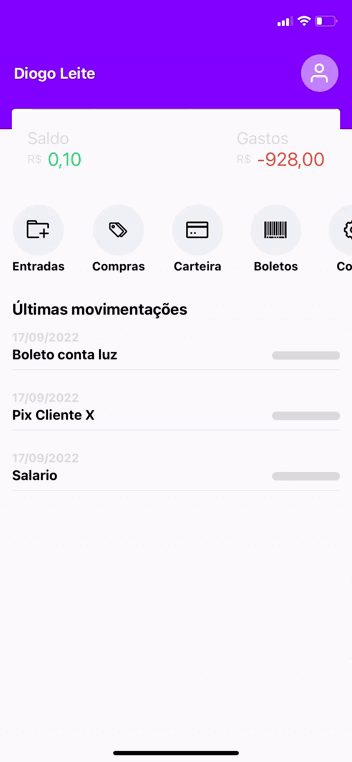 Diogo Leite
Saldo Gastos
R$ 0,10 R$ -928,00
Entradas Compras Carteira Boletos Co
Últimas movimentações
17/09/2022
Boleto conta luz
17/09/2022
Pix Cliente X
17/09/2022
Salario